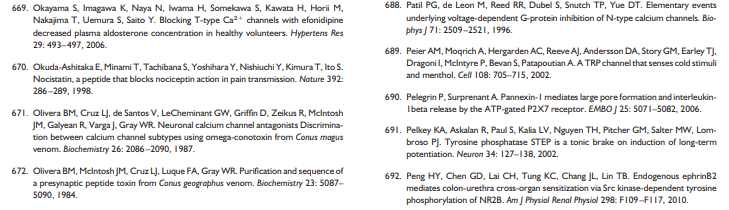 669. Okayama S, Imagawa K, Naya N, Iwama H, Somekawa S, Kawata H, Horii M,
Nakajima T, Uemura S, Saito Y. Blocking T-type Ca2+ channels with efonidipine
decreased plasma aldosterone concentration in healthy volunteers. Hypertens Res
29: 493–497, 2006.
670. Okuda-Ashitaka E, Minami T, Tachibana S, Yoshihara Y, Nishiuchi Y, Kimura T, Ito S.
Nocistatin, a peptide that blocks nociceptin action in pain transmission. Nature 392:
286–289, 1998.
671. Olivera BM, Cruz LJ, de Santos V, LeCheminant GW, Griffin D, Zeikus R, McIntosh
JM, Galyean R, Varga J, Gray WR. Neuronal calcium channel antagonists Discrimina-
tion between calcium channel subtypes using omega-conotoxin from Conus magus
venom. Biochemistry 26: 2086–2090, 1987.
672. Olivera BM, McIntosh JM, Cruz LJ, Luque FA, Gray WR. Purification and sequence of
a presynaptic peptide toxin from Conus geographus venom. Biochemistry 23: 5087–
5090, 1984.
688. Patil PG, de Leon M, Reed RR, Dubel S, Snutch TP, Yue DT. Elementary events
underlying voltage-dependent G-protein inhibition of N-type calcium channels. Bio-
phys J 71: 2509–2521, 1996.
689. Peier AM, Moqrich A, Hergarden AC, Reeve AJ, Andersson DA, Story GM, Earley TJ,
Dragoni I, McIntyre P, Bevan S, Patapoutian A. A TRP channel that senses cold stimuli
and menthol. Cell 108: 705–715, 2002.
690. Pelegrin P, Surprenant A. Pannexin-1 mediates large pore formation and interleukin-
1beta release by the ATP-gated P2X7 receptor. EMBO J 25: 5071–5082, 2006.
691. Pelkey KA, Askalan R, Paul S, Kalia LV, Nguyen TH, Pitcher GM, Salter MW, Lom-
broso PJ. Tyrosine phosphatase STEP is a tonic brake on induction of long-term
potentiation. Neuron 34: 127–138, 2002.
692. Peng HY, Chen GD, Lai CH, Tung KC, Chang JL, Lin TB. Endogenous ephrinB2
mediates colon-urethra cross-organ sensitization via Src kinase-dependent tyrosine
phosphorylation of NR2B. Am J Physiol Renal Physiol 298: F109–F117, 2010.